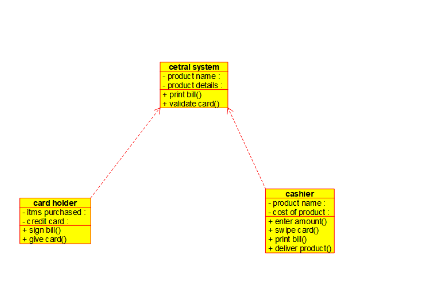 cetral system
- product name :
- product details :
+ print bill()
+ validate card()
card holder
- itms purchased :
- credit card
+ sign bill()
+ give card()
cashier
- product name :
- cost of product :
+ enter amount()
+ swipe card()
+ print bill()
+ deliver product()